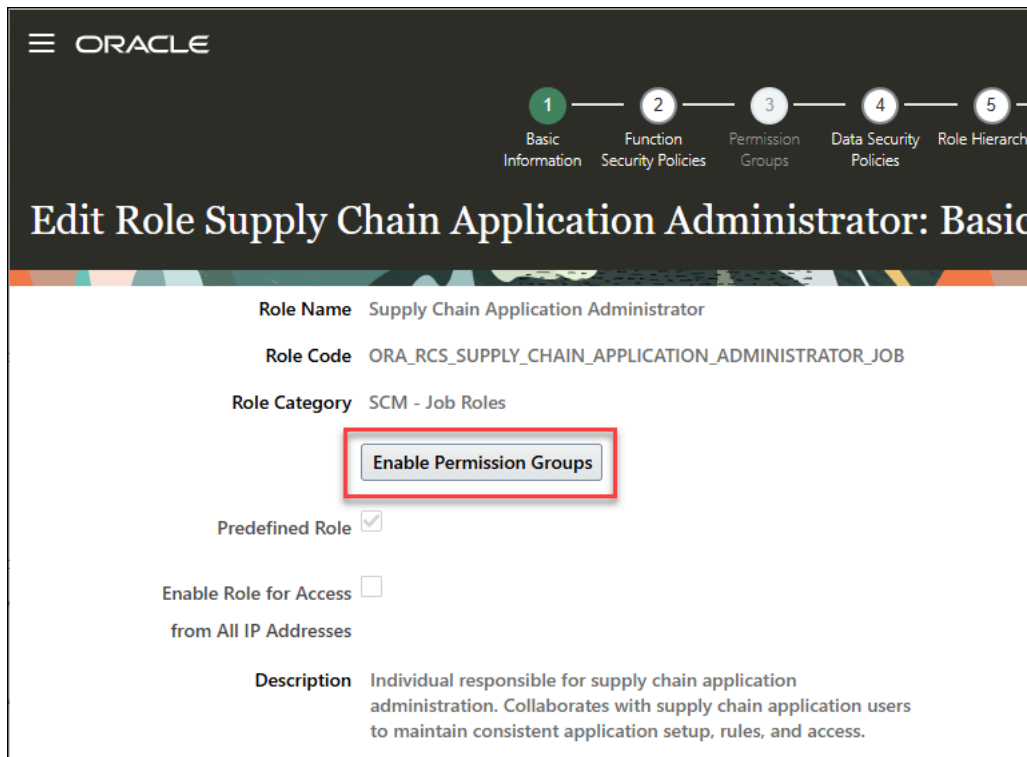 ORACLE
1 2 3 4 5
Basic Information
Function Security Policies
Permission Groups
Data Security Policies
Role Hierarch
Edit Role Supply Chain Application Administrator: Basic
Role Name Supply Chain Application Administrator
Role Code ORA_RCS_SUPPLY_CHAIN_APPLICATION_ADMINISTRATOR_JOB
Role Category SCM - Job Roles
Enable Permission Groups
Predefined Role
Enable Role for Access
from All IP Addresses
Description Individual responsible for supply chain application
administration. Collaborates with supply chain application users
to maintain consistent application setup, rules, and access.